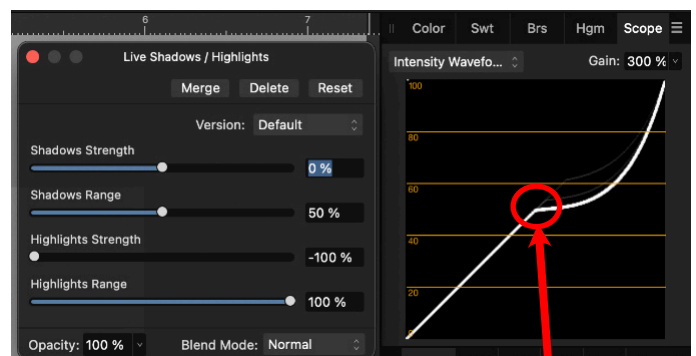 6 7
Color Swt Brs Hgm Scope
Live Shadows / Highlights
Merge Delete Reset
Version: Default
Shadows Strength
0 %
Shadows Range
50 %
Highlights Strength
-100 %
Highlights Range
100 %
Opacity: 100 % Blend Mode: Normal
Intensity Wavefo... Gain: 300 %
100
80
60
40
20
0